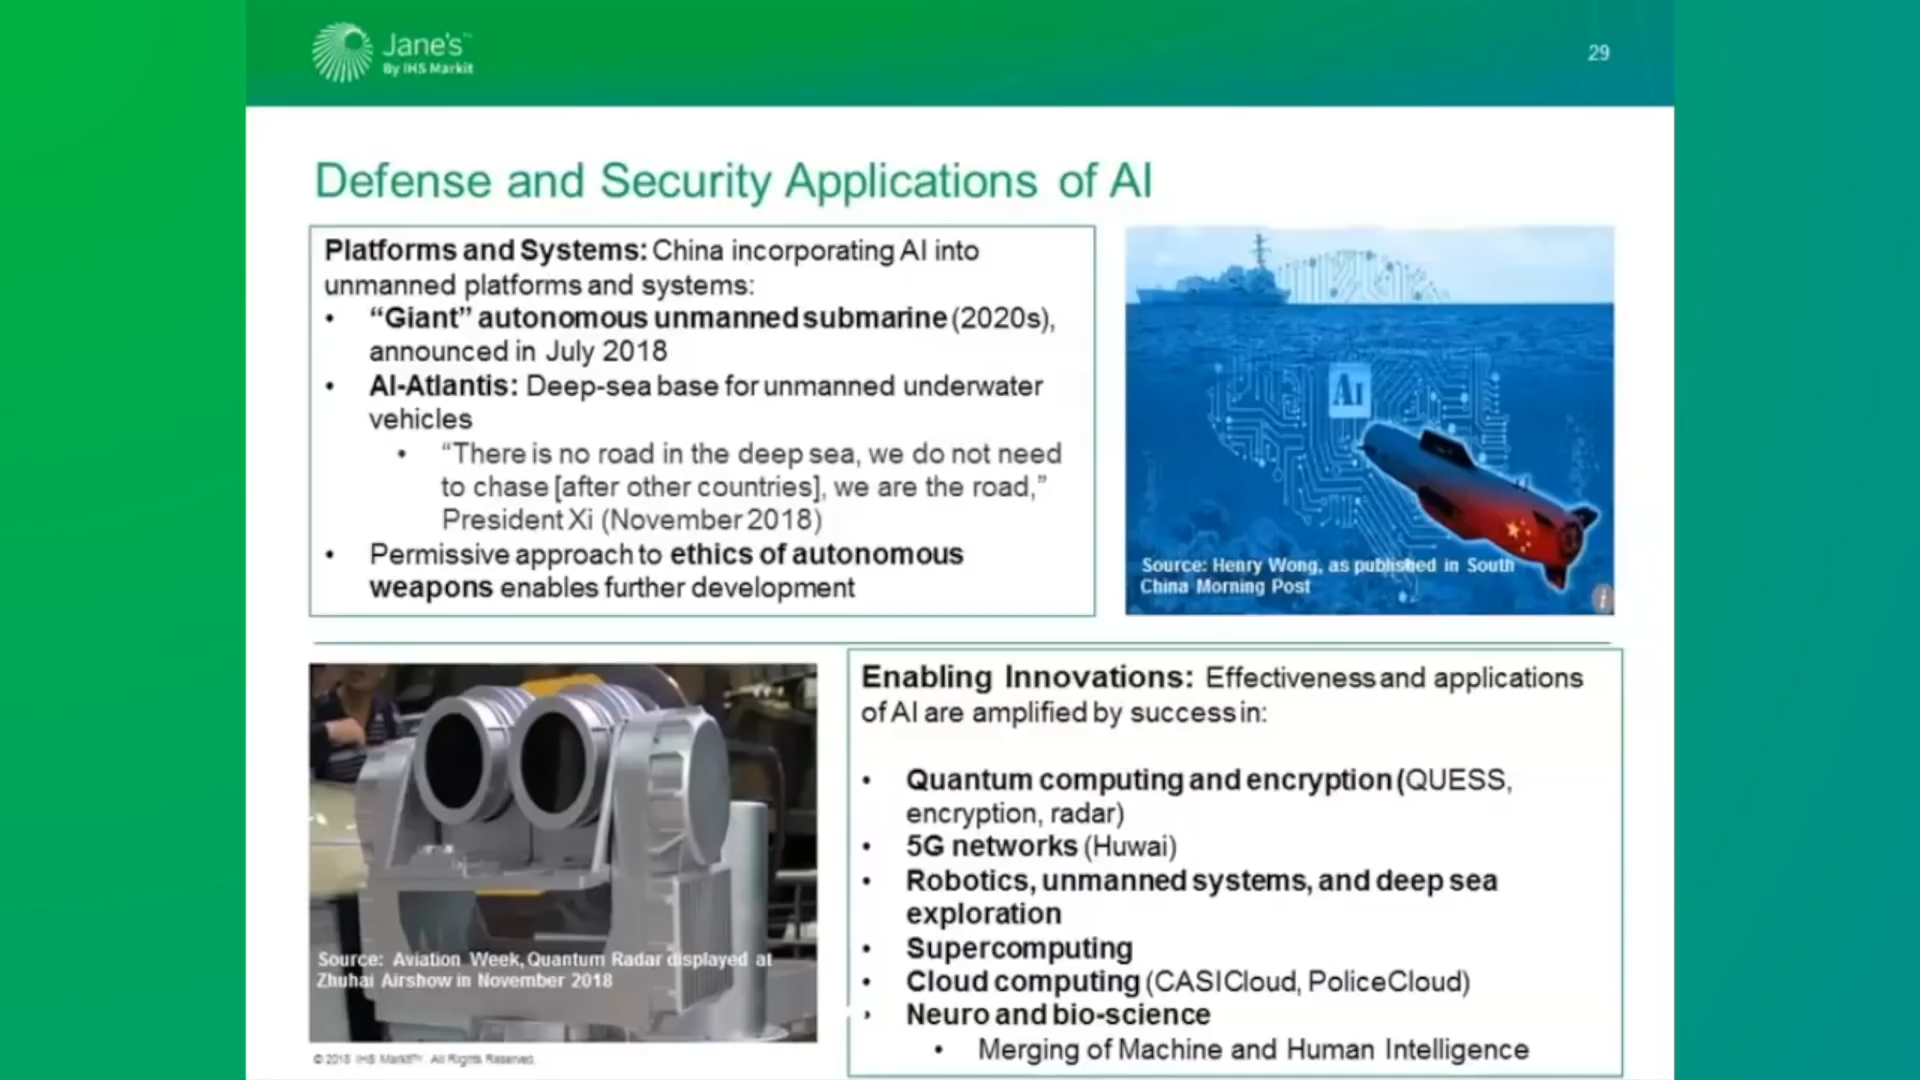 Jane's™
By IHS Markit
29
Defense and Security Applications of AI
Platforms and Systems: China incorporating AI into
unmanned platforms and systems:
• "Giant" autonomous unmanned submarine (2020s),
announced in July 2018
• AI-Atlantis: Deep-sea base for unmanned underwater
vehicles
• "There is no road in the deep sea, we do not need
to chase [after other countries], we are the road,"
President Xi (November 2018)
• Permissive approach to ethics of autonomous
weapons enables further development
AI
Source: Henry Wong, as published in South
China Morning Post
i
Source: Aviation Week, Quantum Radar displayed at
Zhuhai Airshow in November 2018
Enabling Innovations: Effectiveness and applications
of AI are amplified by success in:
• Quantum computing and encryption (QUESS,
encryption, radar)
• 5G networks (Huwai)
• Robotics, unmanned systems, and deep sea
exploration
• Supercomputing
• Cloud computing (CASICloud, PoliceCloud)
• Neuro and bio-science
• Merging of Machine and Human Intelligence
© 2018 IHS Markit™. All Rights Reserved.